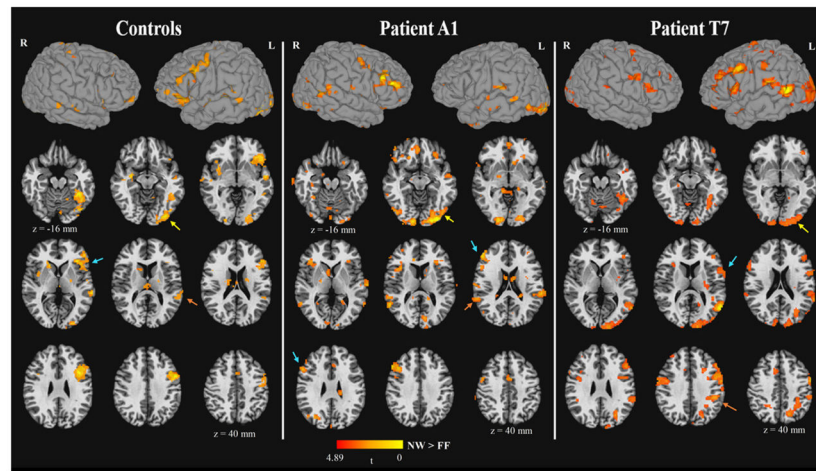 Controls
Patient A1
Patient T7
R
L
R
L
R
L
z = -16 mm
z = -16 mm
z = -16 mm
z = 40 mm
z = 40 mm
z = 40 mm
NW > FF
4.89
t
0